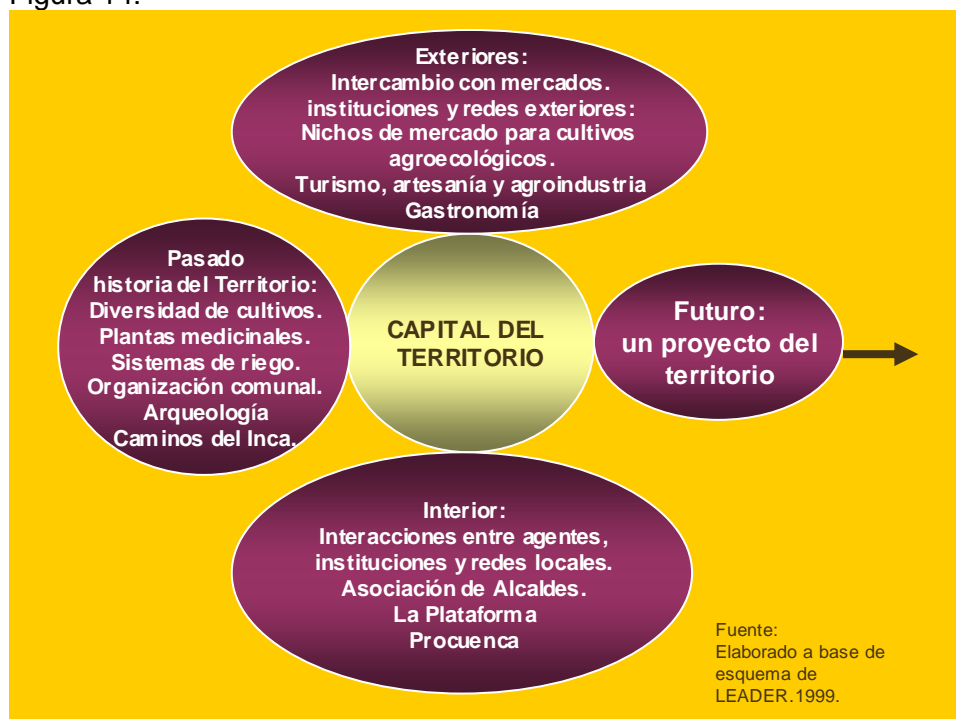 Exteriores:
Intercambio con mercados.
instituciones y redes exteriores:
Nichos de mercado para cultivos
agroecológicos.
Turismo, artesanía y agroindustria
Gastronomía
Pasado
historia del Territorio:
Diversidad de cultivos.
Plantas medicinales.
Sistemas de riego.
Organización comunal.
Arqueología
Caminos del Inca.
CAPITAL DEL
TERRITORIO
Futuro:
un proyecto del
territorio
Interior:
Interacciones entre agentes,
instituciones y redes locales.
Asociación de Alcaldes.
La Plataforma
Procuenca
Fuente:
Elaborado a base de
esquema de
LEADER.1999.